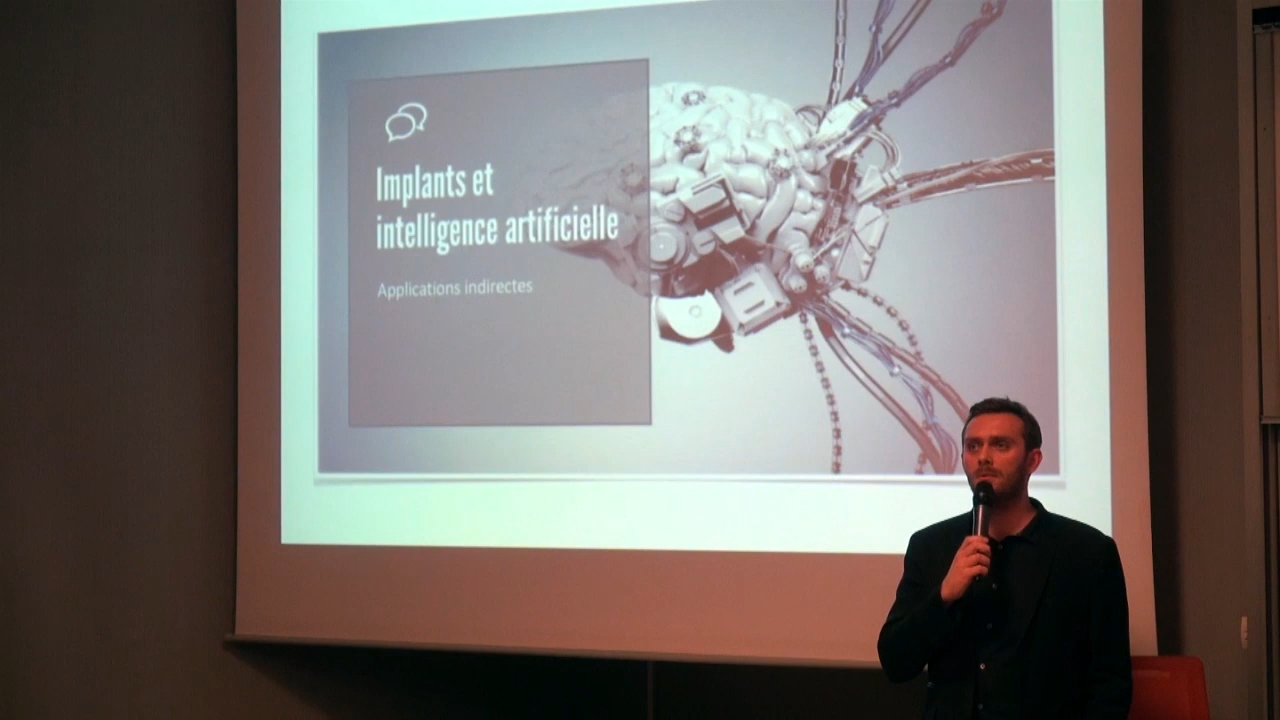 Implants et
intelligence artificielle
Applications indirectes